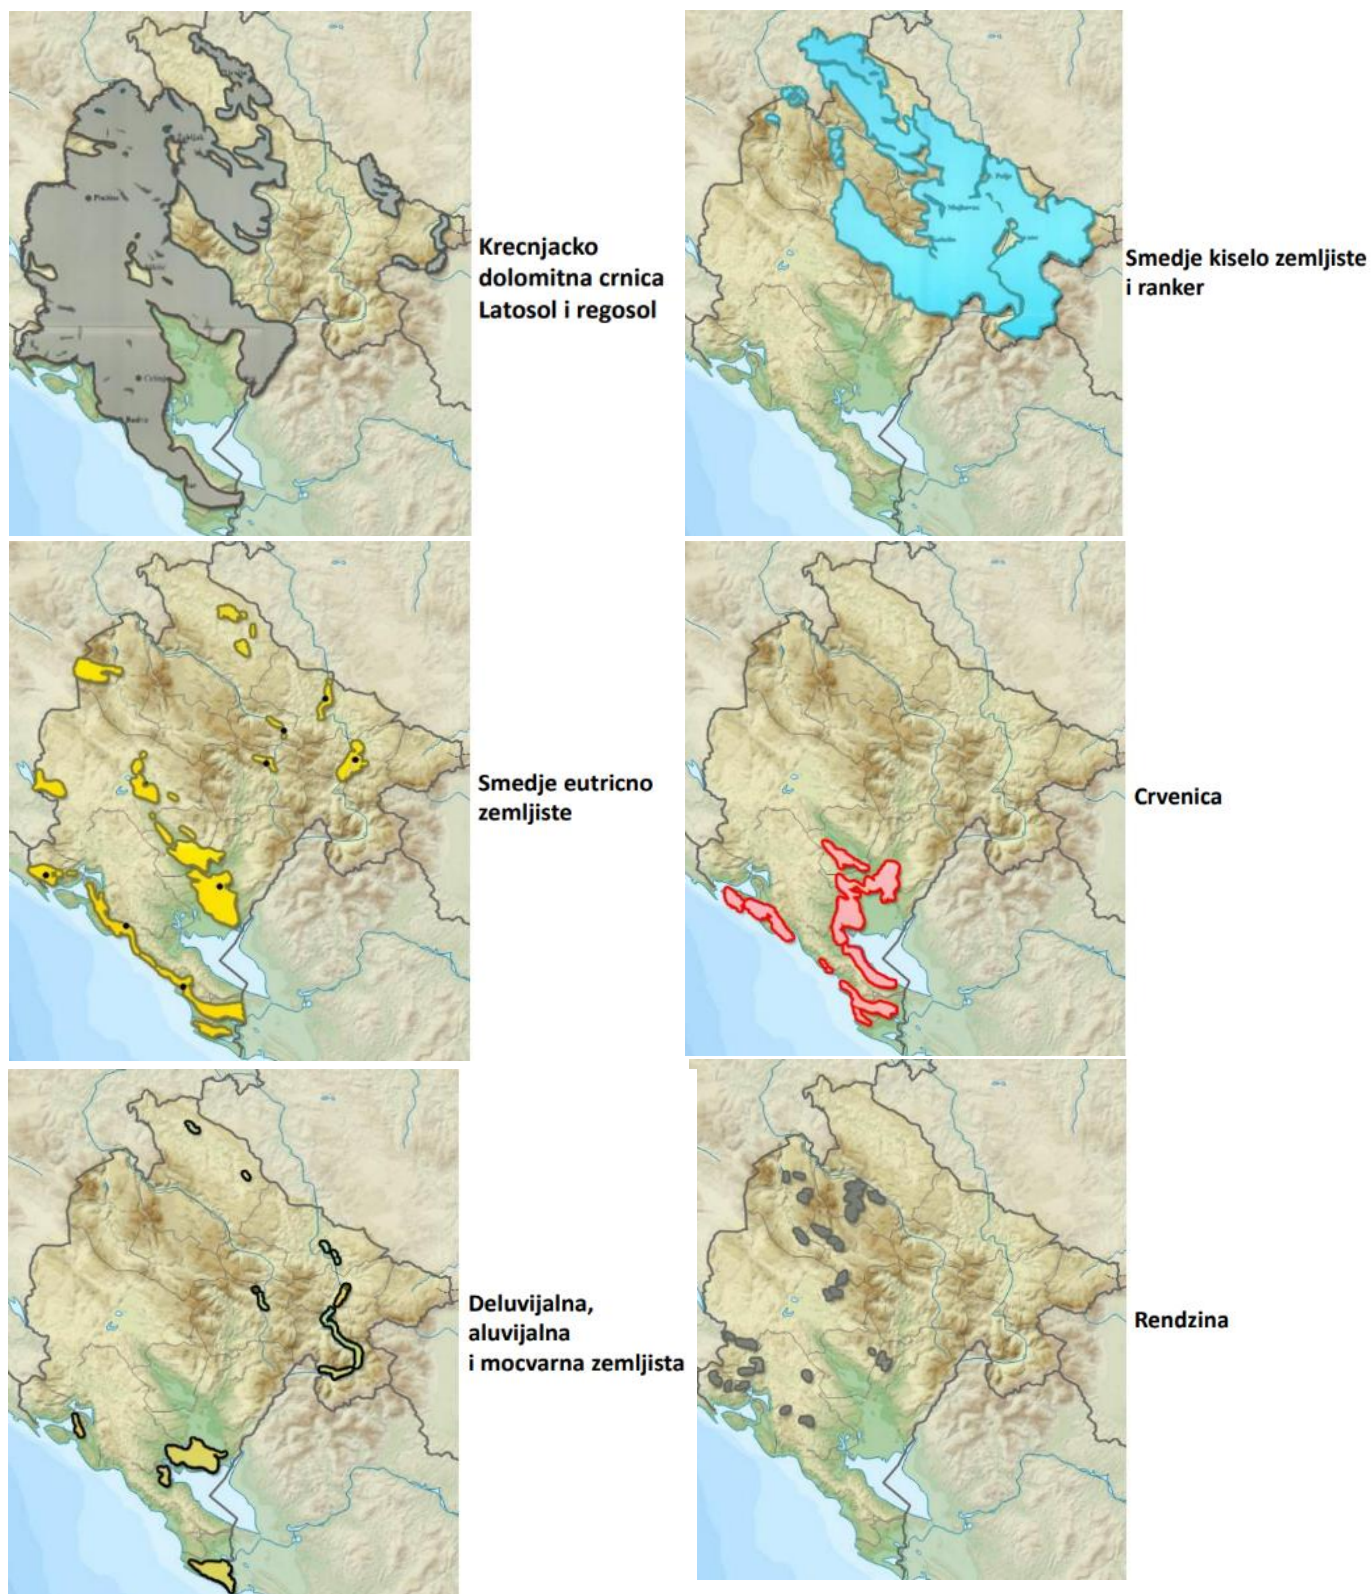 Krecnjacko
dolomitna crnica
Latosol i regosol
Smedje kiselo zemljiste
i ranker
Smedje eutricno
zemljiste
Crvenica
Deluvijalna,
aluvijalna
i mocvarna zemljista
Rendzina